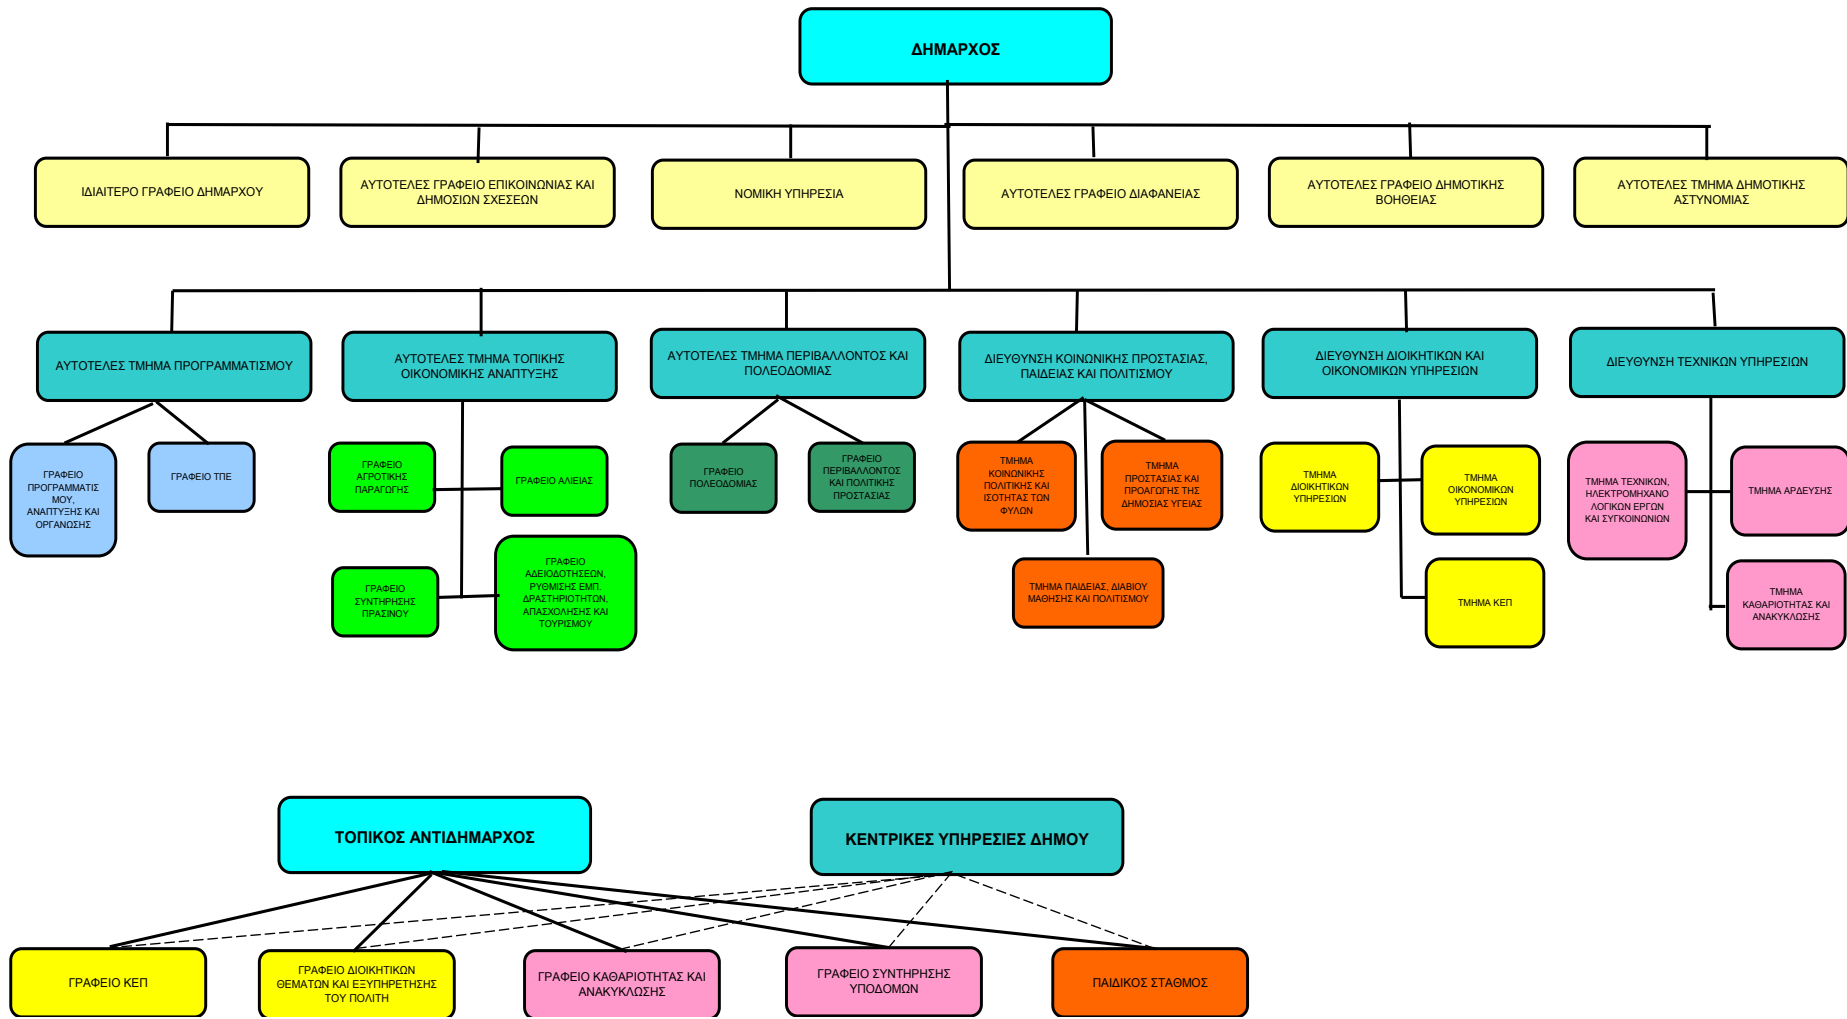 ΔΗΜΑΡΧΟΣ
ΙΔΙΑΙΤΕΡΟ ΓΡΑΦΕΙΟ ΔΗΜΑΡΧΟΥ
ΑΥΤΟΤΕΛΕΣ ΓΡΑΦΕΙΟ ΕΠΙΚΟΙΝΩΝΙΑΣ ΚΑΙ
ΔΗΜΟΣΙΩΝ ΣΧΕΣΕΩΝ
ΝΟΜΙΚΗ ΥΠΗΡΕΣΙΑ
ΑΥΤΟΤΕΛΕΣ ΓΡΑΦΕΙΟ ΔΙΑΦΑΝΕΙΑΣ
ΑΥΤΟΤΕΛΕΣ ΓΡΑΦΕΙΟ ΔΗΜΟΤΙΚΗΣ
ΒΟΗΘΕΙΑΣ
ΑΥΤΟΤΕΛΕΣ ΤΜΗΜΑ ΔΗΜΟΤΙΚΗΣ
ΑΣΤΥΝΟΜΙΑΣ
ΑΥΤΟΤΕΛΕΣ ΤΜΗΜΑ ΠΡΟΓΡΑΜΜΑΤΙΣΜΟΥ
ΑΥΤΟΤΕΛΕΣ ΤΜΗΜΑ ΤΟΠΙΚΗΣ
ΟΙΚΟΝΟΜΙΚΗΣ ΑΝΑΠΤΥΞΗΣ
ΑΥΤΟΤΕΛΕΣ ΤΜΗΜΑ ΠΕΡΙΒΑΛΛΟΝΤΟΣ ΚΑΙ
ΠΟΛΕΟΔΟΜΙΑΣ
ΔΙΕΥΘΥΝΣΗ ΚΟΙΝΩΝΙΚΗΣ ΠΡΟΣΤΑΣΙΑΣ,
ΠΑΙΔΕΙΑΣ ΚΑΙ ΠΟΛΙΤΙΣΜΟΥ
ΔΙΕΥΘΥΝΣΗ ΔΙΟΙΚΗΤΙΚΩΝ ΚΑΙ
ΟΙΚΟΝΟΜΙΚΩΝ ΥΠΗΡΕΣΙΩΝ
ΔΙΕΥΘΥΝΣΗ ΤΕΧΝΙΚΩΝ ΥΠΗΡΕΣΙΩΝ
ΓΡΑΦΕΙΟ
ΠΡΟΓΡΑΜΜΑΤΙΣ
ΜΟΥ,
ΑΝΑΠΤΥΞΗΣ ΚΑΙ
ΟΡΓΑΝΩΣΗΣ
ΓΡΑΦΕΙΟ ΤΠΕ
ΓΡΑΦΕΙΟ
ΑΓΡΟΤΙΚΗΣ
ΠΑΡΑΓΩΓΗΣ
ΓΡΑΦΕΙΟ ΑΛΙΕΙΑΣ
ΓΡΑΦΕΙΟ
ΣΥΝΤΗΡΗΣΗΣ
ΠΡΑΣΙΝΟΥ
ΓΡΑΦΕΙΟ
ΑΔΕΙΟΔΟΤΗΣΕΩΝ,
ΡΥΘΜΙΣΗΣ ΕΜΠ.
ΔΡΑΣΤΗΡΙΟΤΗΤΩΝ,
ΑΠΑΣΧΟΛΗΣΗΣ ΚΑΙ
ΤΟΥΡΙΣΜΟΥ
ΓΡΑΦΕΙΟ
ΠΟΛΕΟΔΟΜΙΑΣ
ΓΡΑΦΕΙΟ
ΠΕΡΙΒΑΛΛΟΝΤΟΣ
ΚΑΙ ΠΟΛΙΤΙΚΗΣ
ΠΡΟΣΤΑΣΙΑΣ
ΤΜΗΜΑ
ΚΟΙΝΩΝΙΚΗΣ
ΠΟΛΙΤΙΚΗΣ ΚΑΙ
ΙΣΟΤΗΤΑΣ ΤΩΝ
ΦΥΛΩΝ
ΤΜΗΜΑ
ΠΡΟΣΤΑΣΙΑΣ ΚΑΙ
ΠΡΟΑΓΩΓΗΣ ΤΗΣ
ΔΗΜΟΣΙΑΣ ΥΓΕΙΑΣ
ΤΜΗΜΑ ΠΑΙΔΕΙΑΣ, ΔΙΑΒΙΟΥ
ΜΑΘΗΣΗΣ ΚΑΙ ΠΟΛΙΤΙΣΜΟΥ
ΤΜΗΜΑ
ΔΙΟΙΚΗΤΙΚΩΝ
ΥΠΗΡΕΣΙΩΝ
ΤΜΗΜΑ
ΟΙΚΟΝΟΜΙΚΩΝ
ΥΠΗΡΕΣΙΩΝ
ΤΜΗΜΑ ΚΕΠ
ΤΜΗΜΑ ΤΕΧΝΙΚΩΝ,
ΗΛΕΚΤΡΟΜΗΧΑΝΟ
ΛΟΓΙΚΩΝ ΕΡΓΩΝ
ΚΑΙ ΣΥΓΚΟΙΝΩΝΙΩΝ
ΤΜΗΜΑ ΑΡΔΕΥΣΗΣ
ΤΜΗΜΑ
ΚΑΘΑΡΙΟΤΗΤΑΣ ΚΑΙ
ΑΝΑΚΥΚΛΩΣΗΣ
ΤΟΠΙΚΟΣ ΑΝΤΙΔΗΜΑΡΧΟΣ
ΚΕΝΤΡΙΚΕΣ ΥΠΗΡΕΣΙΕΣ ΔΗΜΟΥ
ΓΡΑΦΕΙΟ ΚΕΠ
ΓΡΑΦΕΙΟ ΔΙΟΙΚΗΤΙΚΩΝ
ΘΕΜΑΤΩΝ ΚΑΙ ΕΞΥΠΗΡΕΤΗΣΗΣ
ΤΟΥ ΠΟΛΙΤΗ
ΓΡΑΦΕΙΟ ΚΑΘΑΡΙΟΤΗΤΑΣ ΚΑΙ
ΑΝΑΚΥΚΛΩΣΗΣ
ΓΡΑΦΕΙΟ ΣΥΝΤΗΡΗΣΗΣ
ΥΠΟΔΟΜΩΝ
ΠΑΙΔΙΚΟΣ ΣΤΑΘΜΟΣ